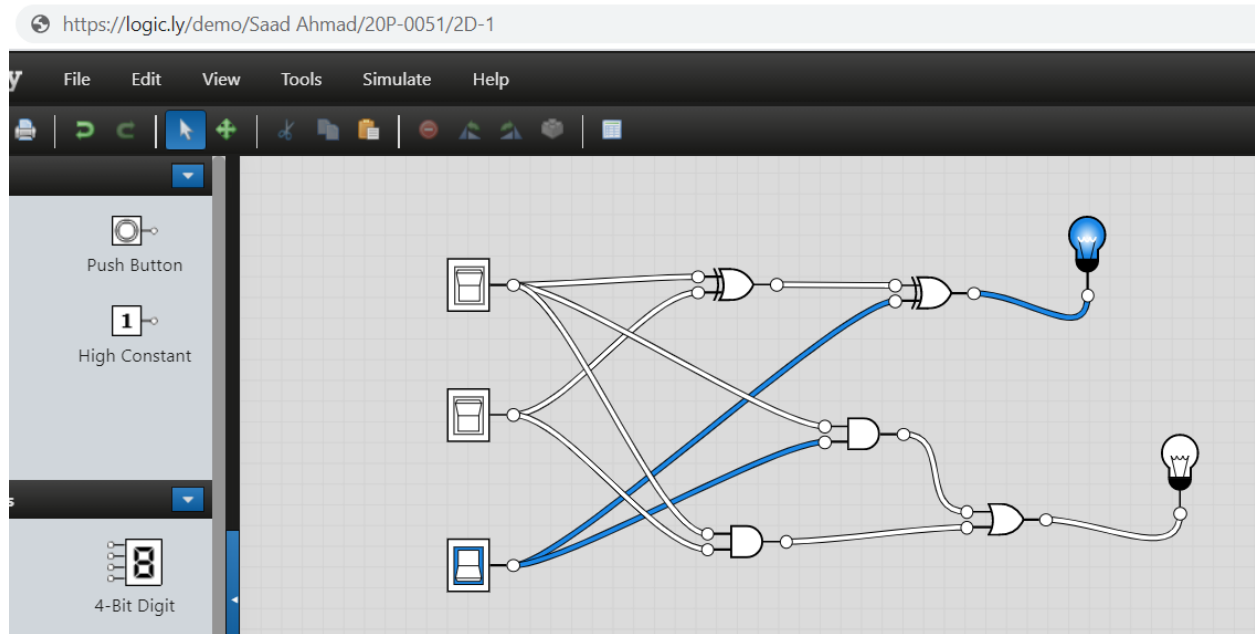 https://logic.ly/demo/Saad Ahmad/20P-0051/2D-1
y File Edit View Tools Simulate Help
Push Button
1
High Constant
s
8
4-Bit Digit